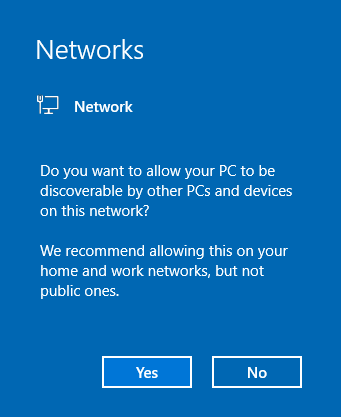 Networks
Network
Do you want to allow your PC to be
discoverable by other PCs and devices
on this network?
We recommend allowing this on your
home and work networks, but not
public ones.
Yes
No